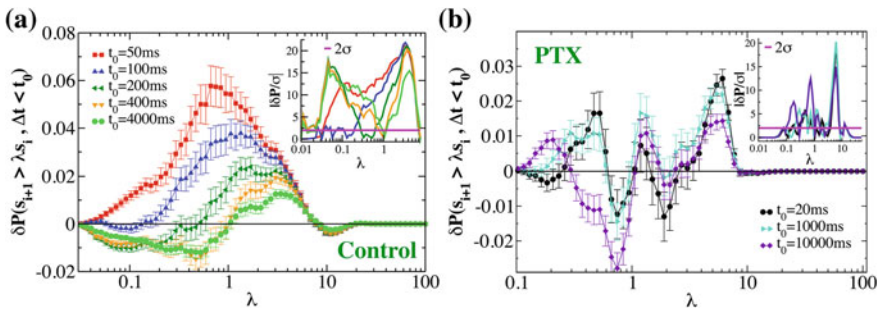 (a)
δP(s_{i+1} > λs_i , Δt < t_0)
0.08
0.06
0.04
0.02
0
-0.02
t_0=50ms
t_0=100ms
t_0=200ms
t_0=400ms
t_0=4000ms
2σ
|δP/σ|
20
15
10
5
0
0.01 0.1 1
λ
Control
0.1 1 10 100
λ
(b)
δP(s_{i+1} > λs_i , Δt < t_0)
0.03
0.02
0.01
0
-0.01
-0.02
PTX
2σ
|δP/σ|
20
15
10
5
0
0.01 0.1 1 10
λ
t_0=20ms
t_0=1000ms
t_0=10000ms
0.1 1 10 100
λ